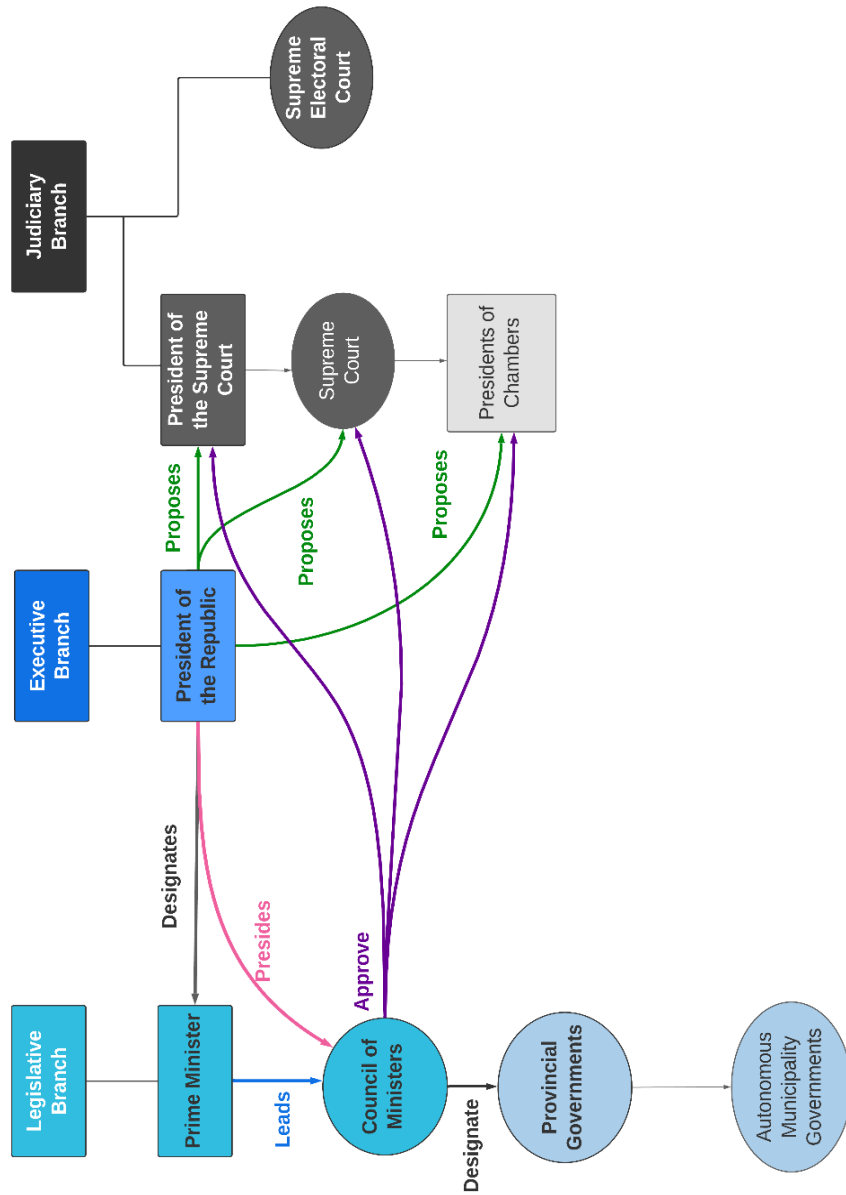 Legislative
Branch
Executive
Branch
Judiciary
Branch
Prime Minister
Designates
President of
the Republic
Proposes
President of
the Supreme
Court
Supreme
Electoral
Court
Leads
Presides
Proposes
Council of
Ministers
Approve
Supreme
Court
Designate
Proposes
Provincial
Governments
Presidents of
Chambers
Autonomous
Municipality
Governments